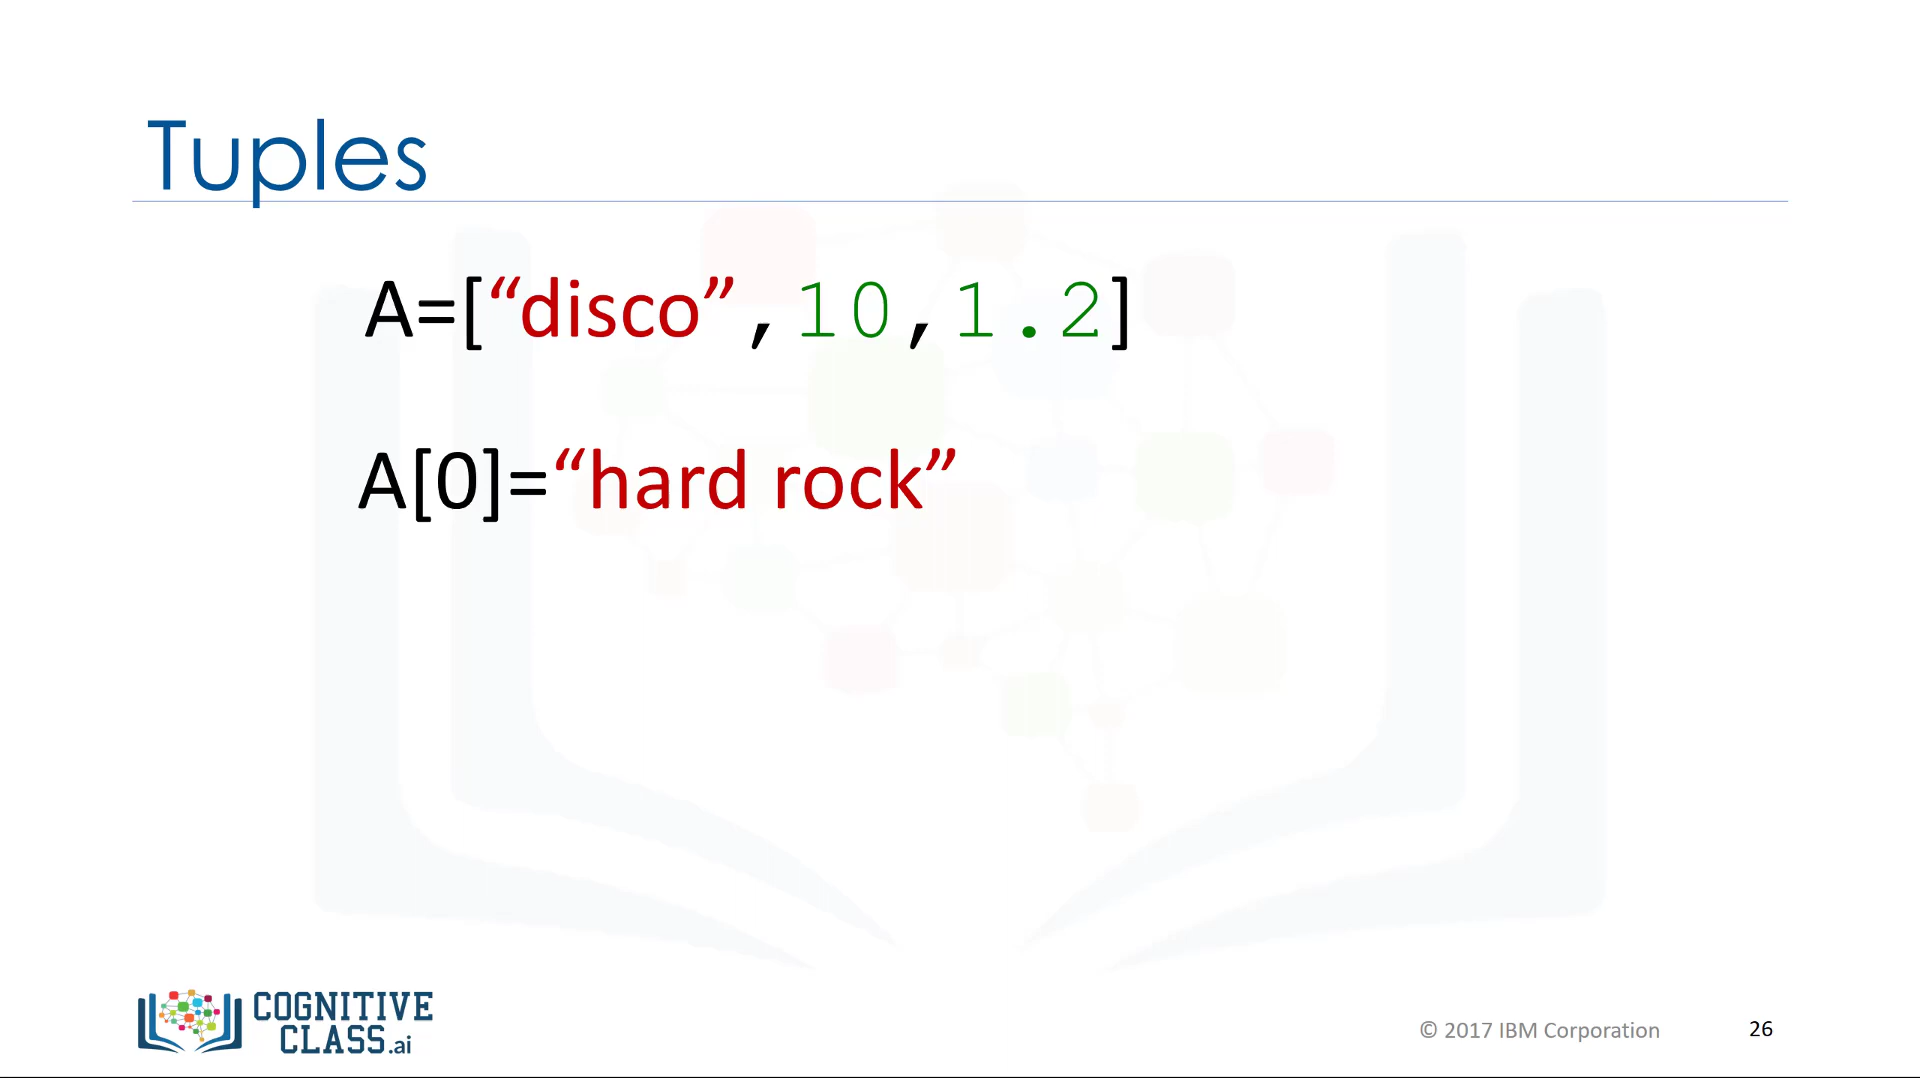 Tuples
A=[“disco”,10,1.2]
A[0]=“hard rock”
COGNITIVE
CLASS.ai
© 2017 IBM Corporation 26